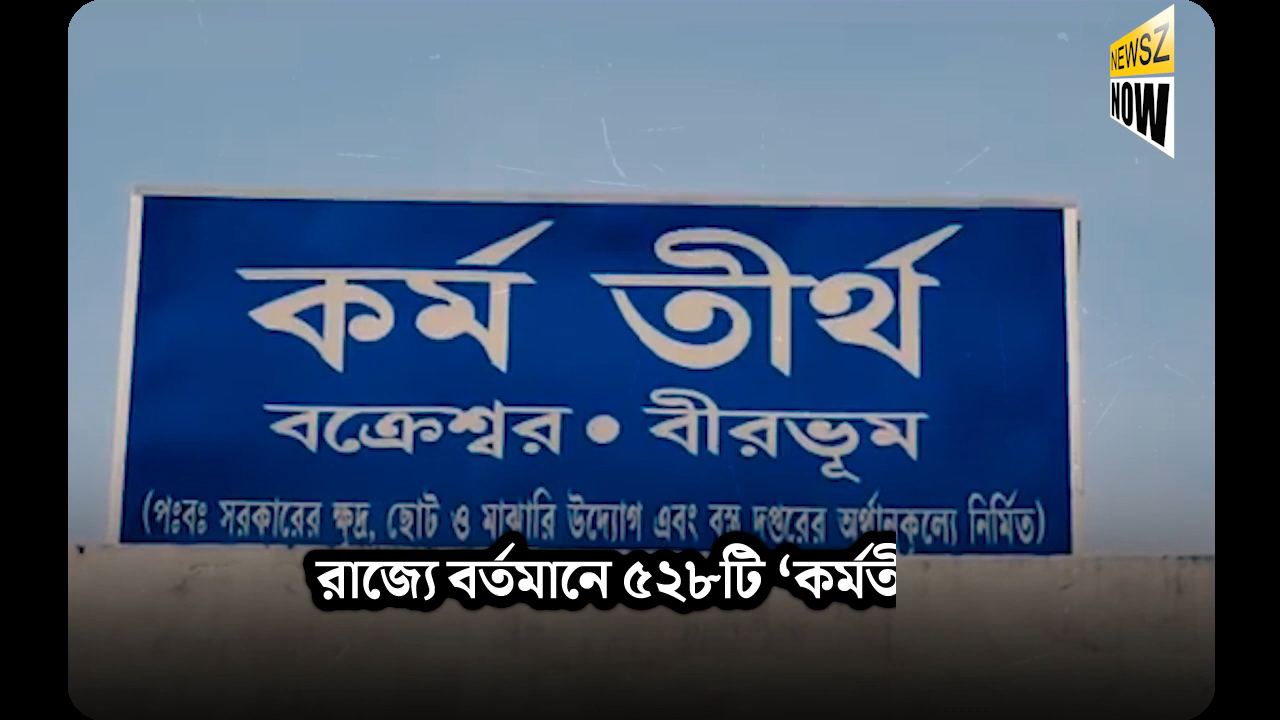 NEWSZ
NOW
কর্ম তীর্থ
বক্রেশ্বর • বীরভূম
(পঃবঃ সরকারের ক্ষুদ্র, ছোট ও মাঝারি উদ্যোগ এবং বস্ত্র দপ্তরের অর্থানুকূল্যে নির্মিত)
রাজ্যে বর্তমানে ৫২৮টি ‘কর্মতী